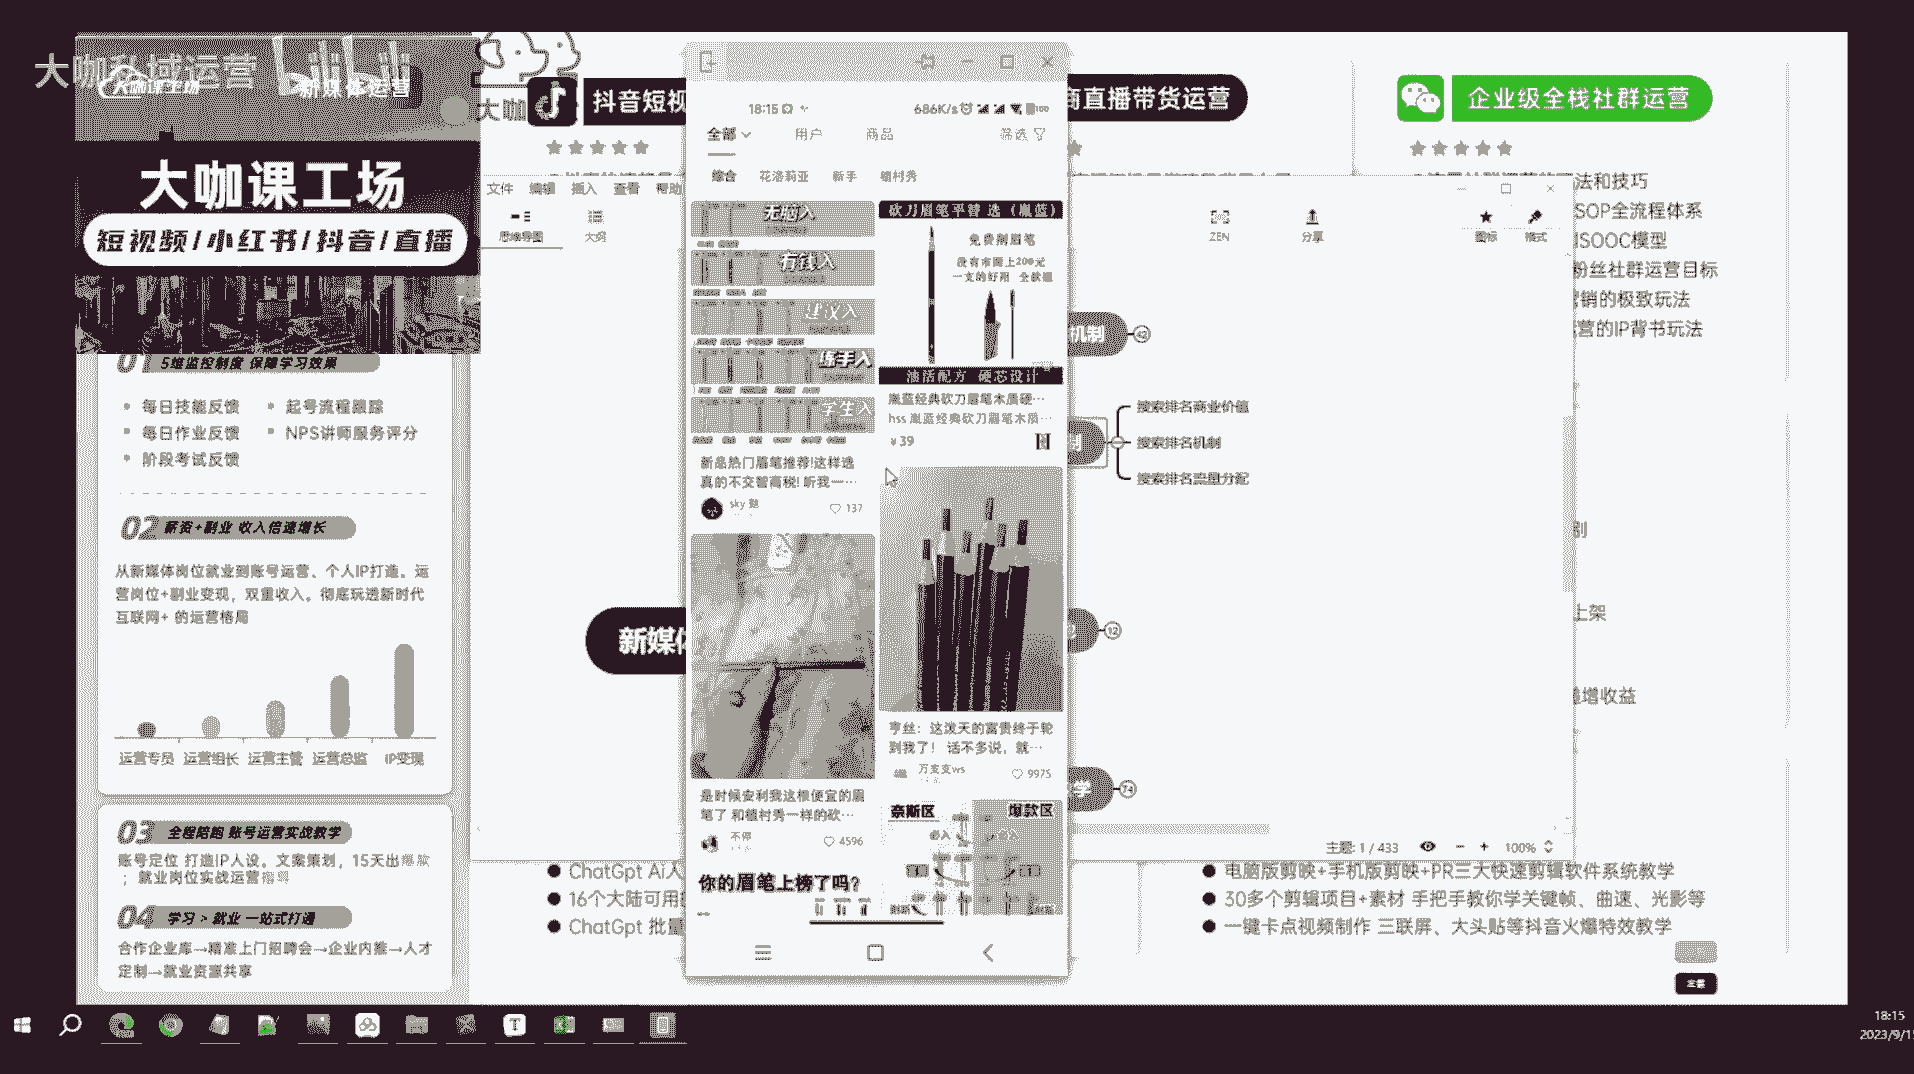 大咖私域运营
大咖课工场
新媒体运营
大咖课工场
短视频/小红书/抖音/直播
01 5维监控制度 保障学习效果
每日技能反馈
起号流程跟踪
每日作业反馈
NPS讲师服务评分
阶段考试反馈
02 薪资+副业 收入倍速增长
从新媒体岗位就业到账号运营、个人IP打造。运
营岗位+副业变现，双重收入。彻底玩透新时代
互联网+ 的运营格局
运营专员 运营组长 运营主管 运营总监 IP变现
03 全程陪跑 账号运营实战教学
账号定位 打造IP人设。文案策划，15天出爆款
；就业岗位实战运营指导
04 学习 > 就业 一站式打通
合作企业库→精准上门招聘会→企业内推→人才
定制→就业资源共享
大咖
抖音短视
商直播带货运营
企业级全栈社群运营
文件 编辑 插入 查看 帮助
思维导图 大纲
ZEN 分享 图标 格式
18:15 686K/s 100
全部 用户 商品 筛选
综合 花洛莉亚 新手 植村秀
无脑入
有钱入
建议入
练手入
学生入
新品热门眉笔推荐!这样选
真的不交智商税! 听我一…
137
砍刀眉笔平替 选（胤蓝）
免费削眉笔
没有市面上200元
一支的好用
油活配方 硬芯设计
胤蓝经典砍刀眉笔木质硬…
hss 胤蓝经典砍刀眉笔木质…
¥39
是时候安利我这根便宜的眉
笔了 和植村秀一样的砍…
4596
亨丝：这泼天的富贵终于轮
到我了！ 话不多说，就…
9975
你的眉笔上榜了吗?
奈斯区 爆款区
必入
机制 42
搜索排名商业价值
搜索排名机制
搜索排名流量分配
制
新媒体
12
学 74
主题: 1 / 433 100%
法和技巧
SOP全流程体系
ISOOC模型
粉丝社群运营目标
营销的极致玩法
运营的IP背书玩法
上架
增收益
ChatGpt AI人
16个大陆可用
ChatGpt 批量
电脑版剪映+手机版剪映+PR三大快速剪辑软件系统教学
30多个剪辑项目+素材 手把手教你学关键帧、曲速、光影等
一键卡点视频制作 三联屏、大头贴等抖音火爆特效教学
18:15